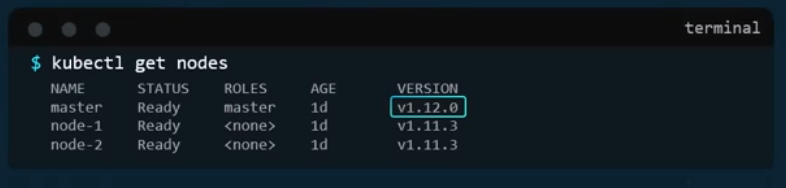 terminal
$ kubectl get nodes
NAME STATUS ROLES AGE VERSION
master Ready master 1d v1.12.0
node-1 Ready <none> 1d v1.11.3
node-2 Ready <none> 1d v1.11.3